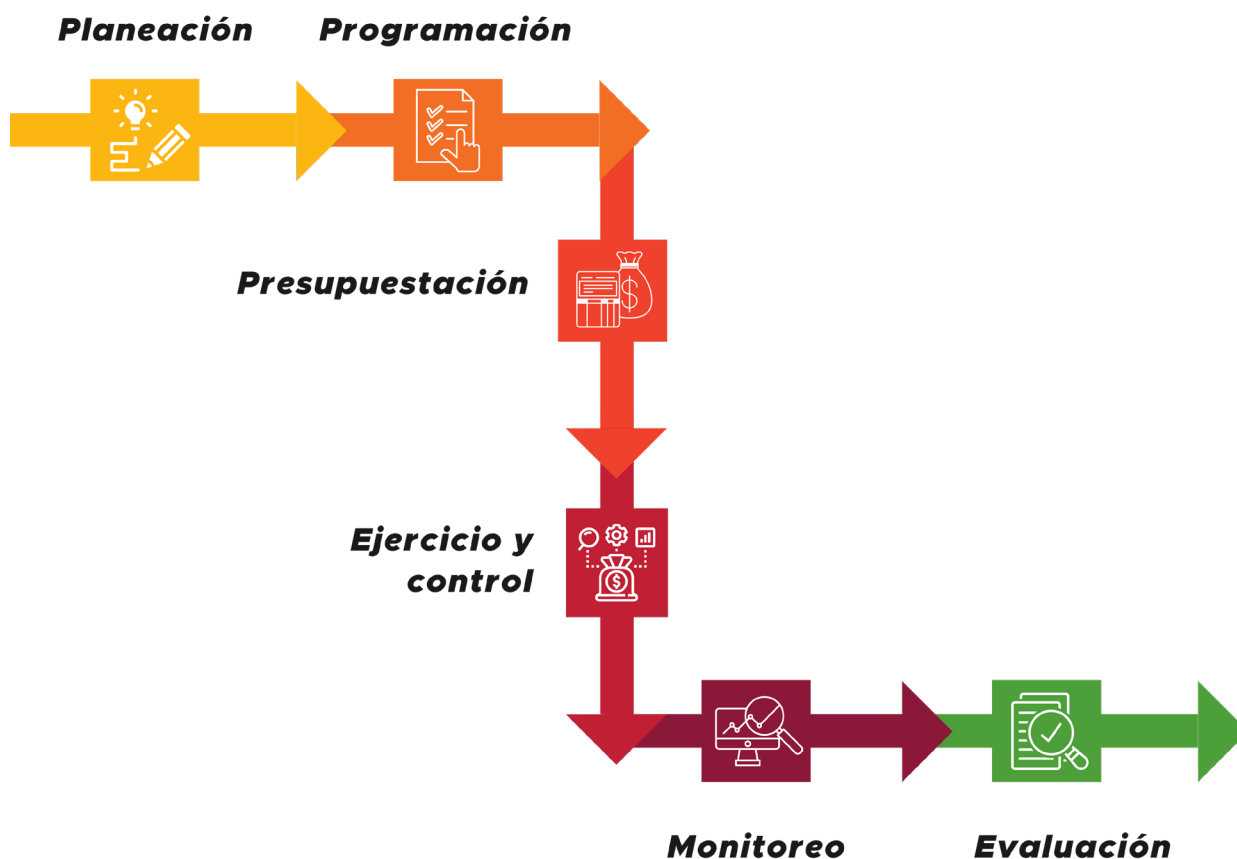 Planeación
Programación
Presupuestación
Ejercicio y
control
Monitoreo
Evaluación